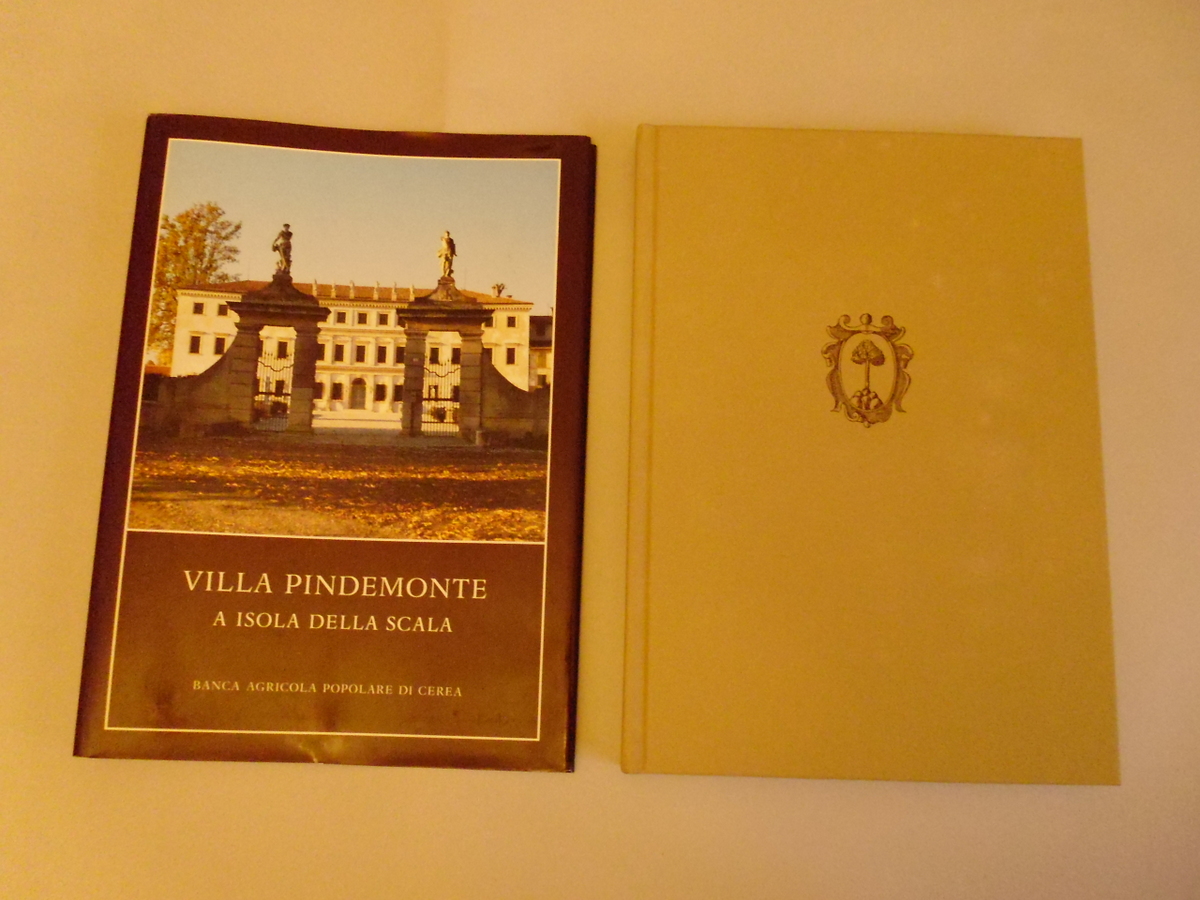 VILLA PINDEMONTE
A ISOLA DELLA SCALA
BANCA AGRICOLA POPOLARE DI CEREA